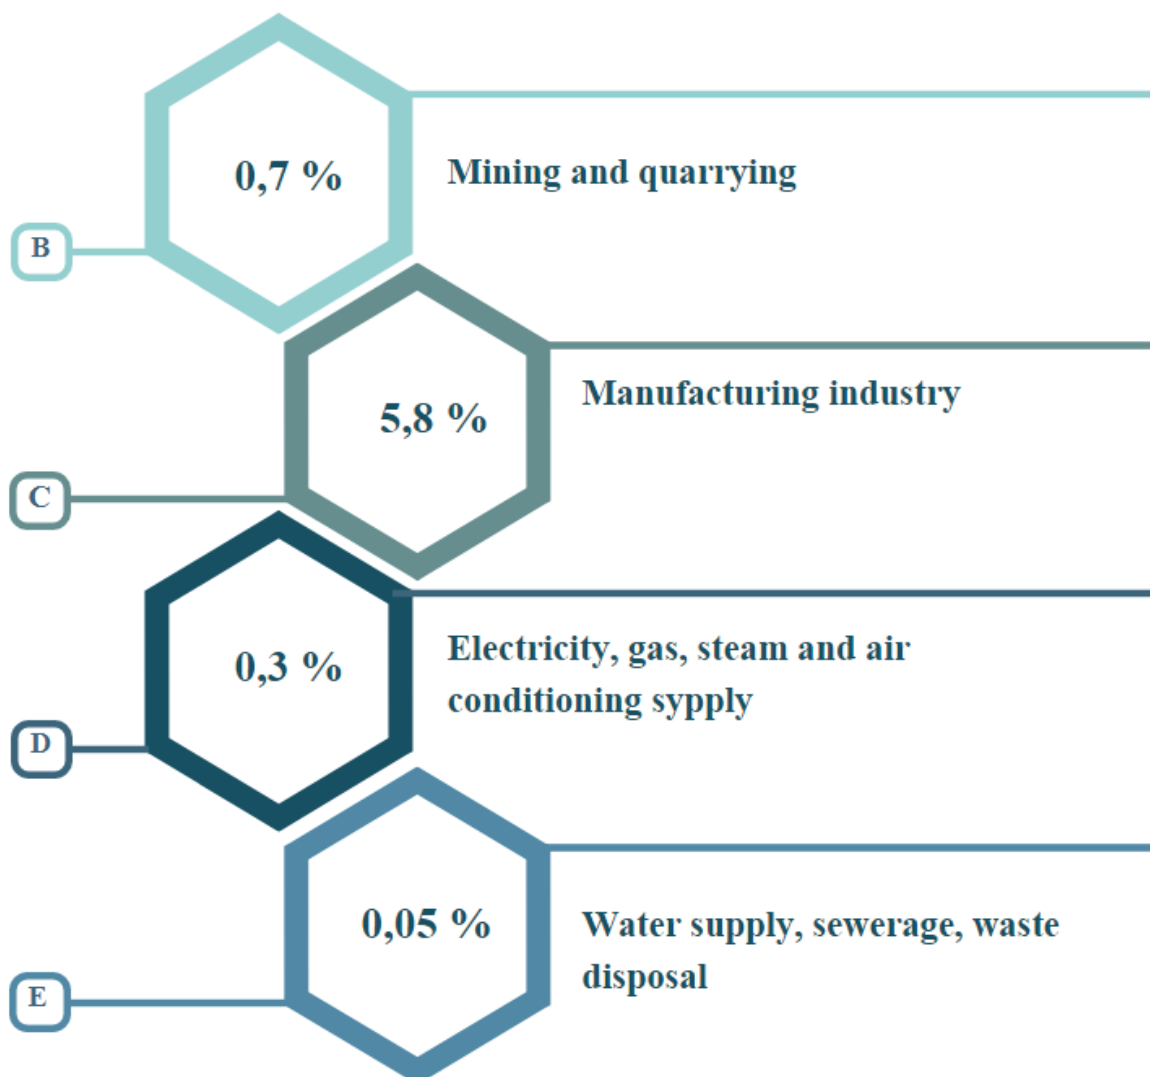 0,7 %
Mining and quarrying
B
5,8 %
Manufacturing industry
C
0,3 %
Electricity, gas, steam and air
conditioning sypply
D
0,05 %
Water supply, sewerage, waste
disposal
E